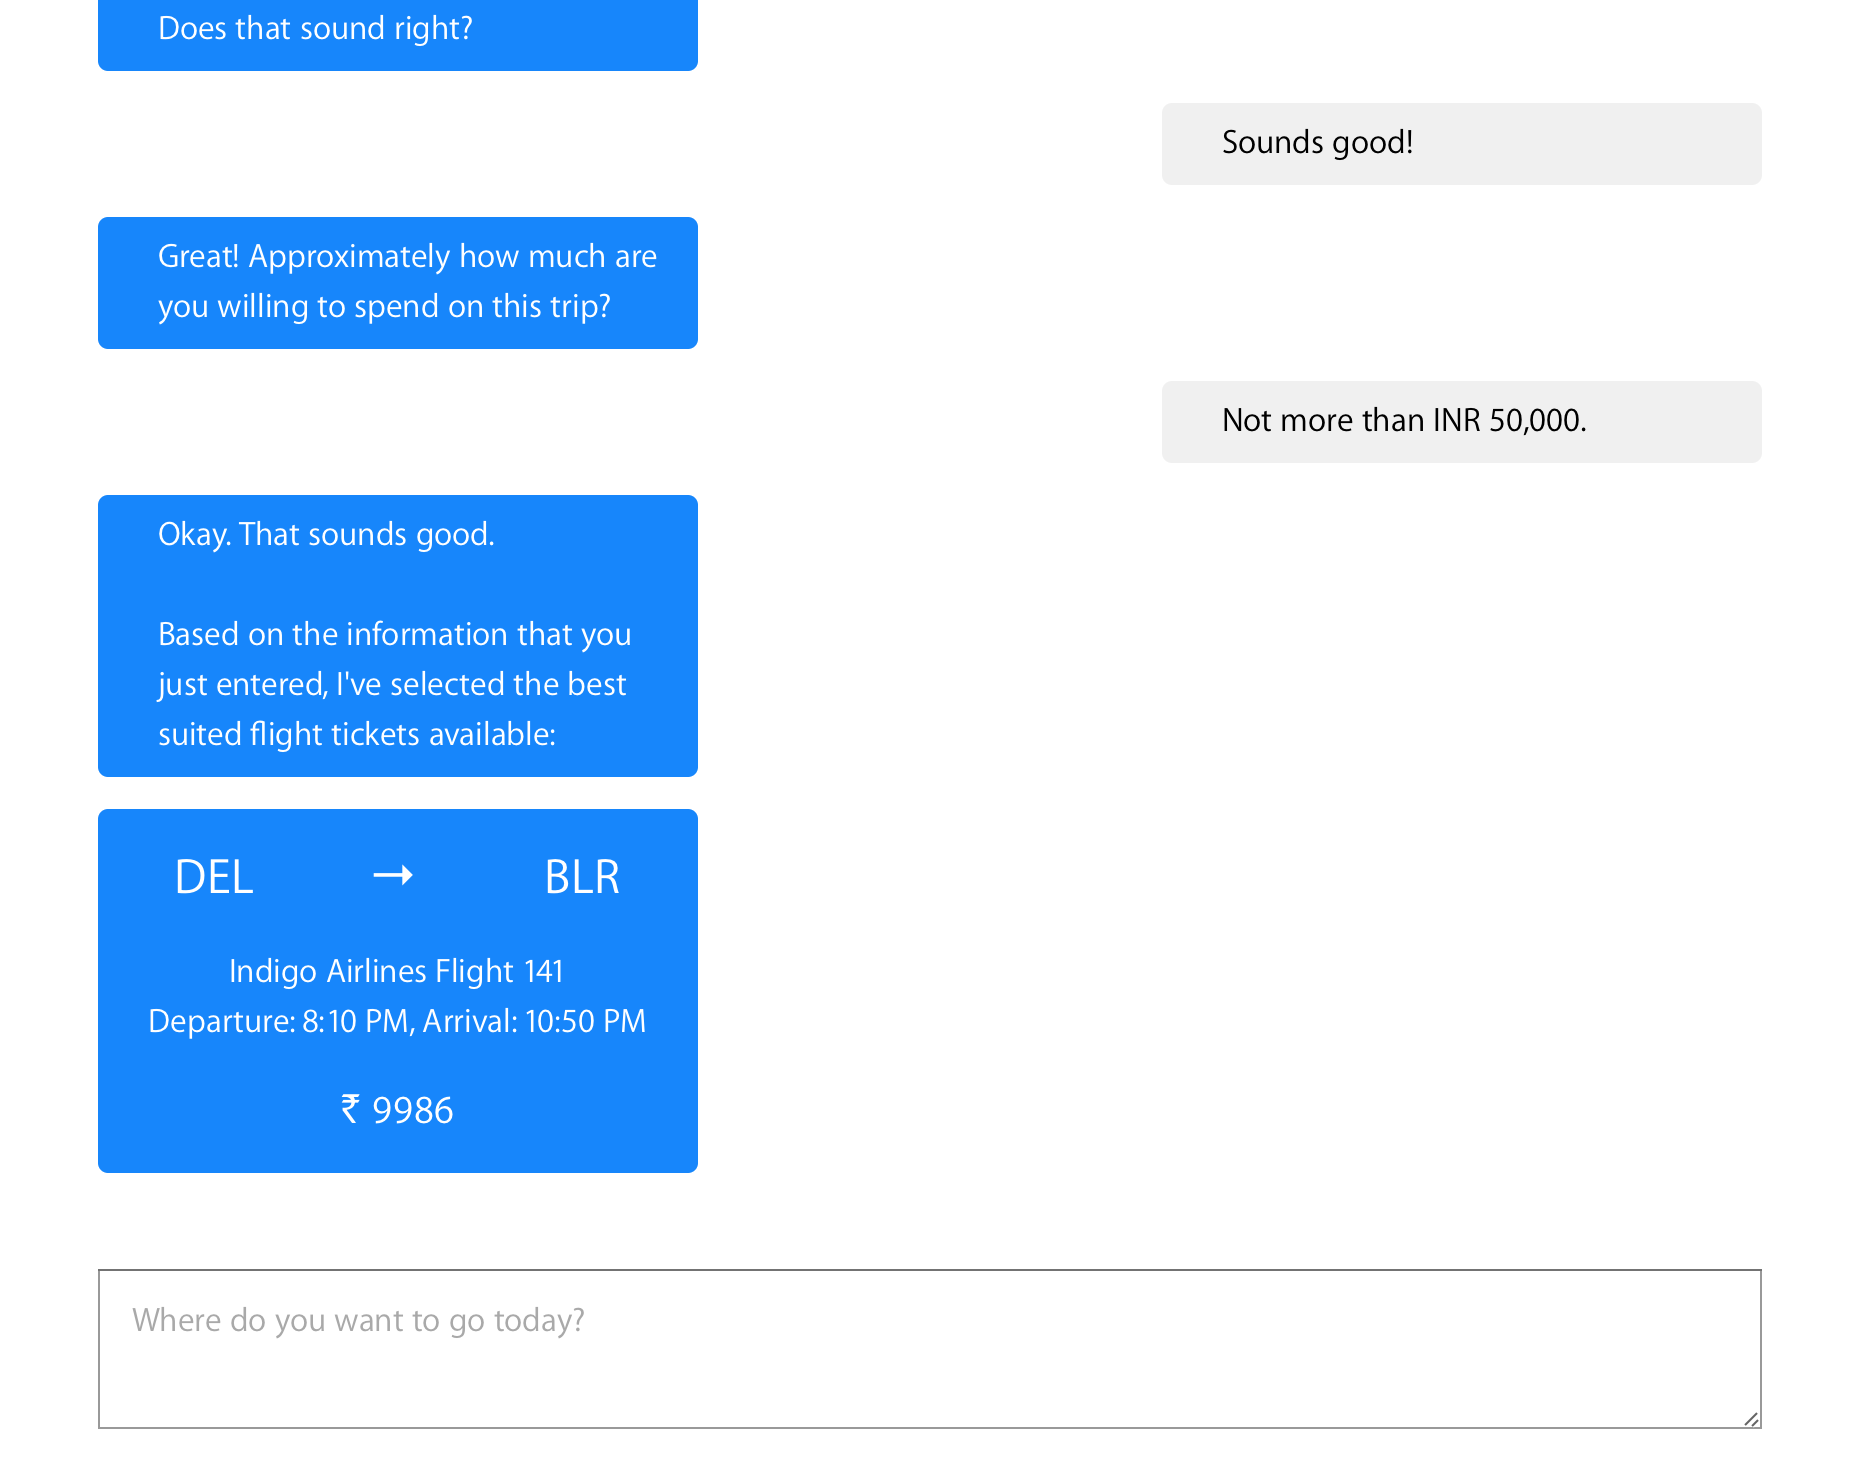 Does that sound right?
Sounds good!
Great! Approximately how much are
you willing to spend on this trip?
Not more than INR 50,000.
Okay. That sounds good.
Based on the information that you
just entered, I've selected the best
suited flight tickets available:
DEL → BLR
Indigo Airlines Flight 141
Departure: 8:10 PM, Arrival: 10:50 PM
₹ 9986
Where do you want to go today?